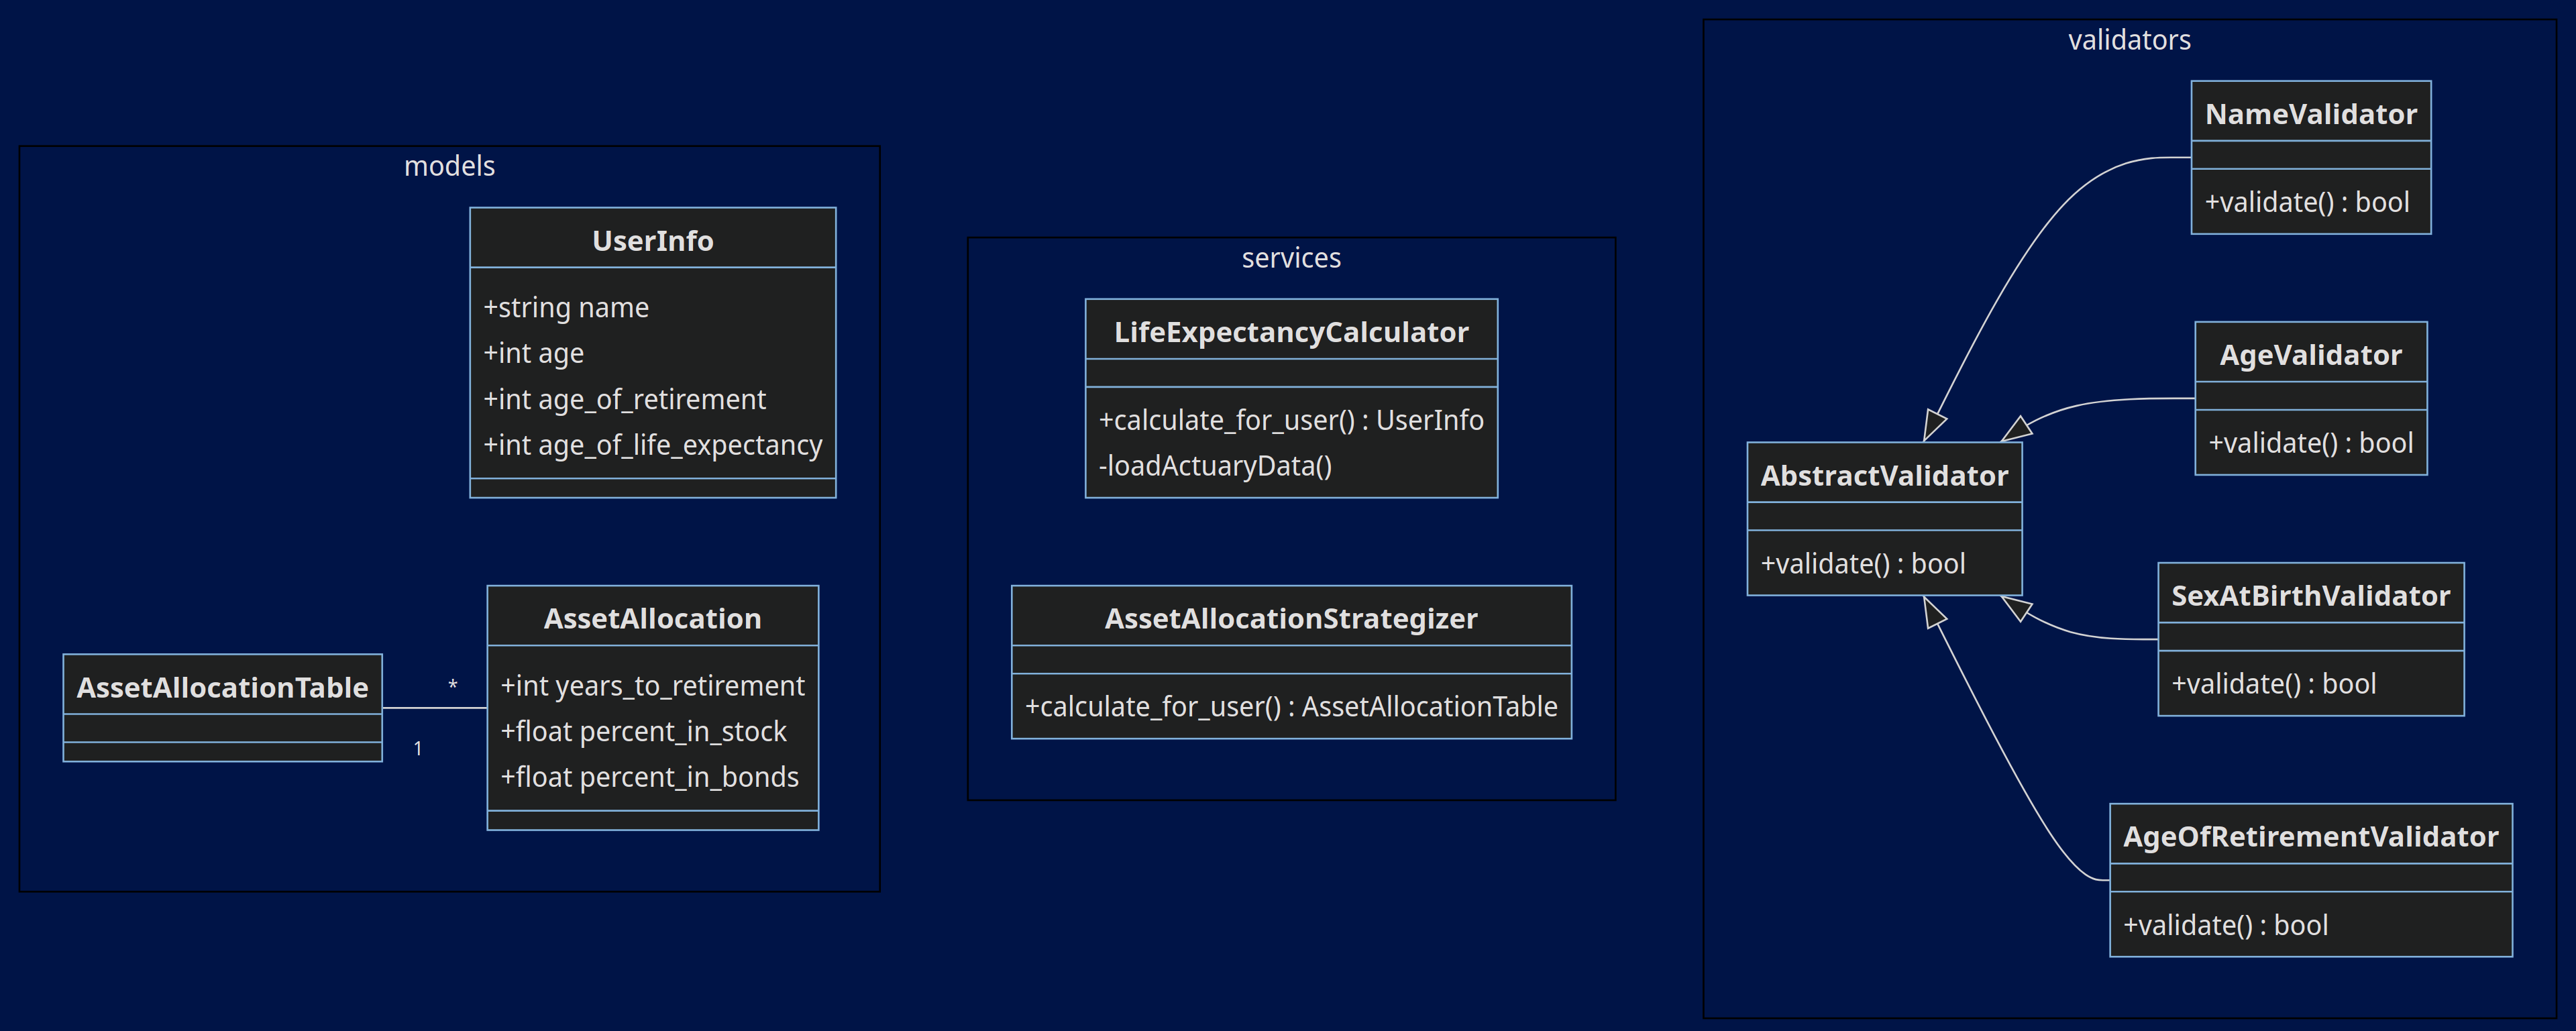 models
UserInfo
+string name
+int age
+int age_of_retirement
+int age_of_life_expectancy
AssetAllocationTable
*
1
AssetAllocation
+int years_to_retirement
+float percent_in_stock
+float percent_in_bonds
services
LifeExpectancyCalculator
+calculate_for_user() : UserInfo
-loadActuaryData()
AssetAllocationStrategizer
+calculate_for_user() : AssetAllocationTable
validators
NameValidator
+validate() : bool
AgeValidator
+validate() : bool
AbstractValidator
+validate() : bool
SexAtBirthValidator
+validate() : bool
AgeOfRetirementValidator
+validate() : bool